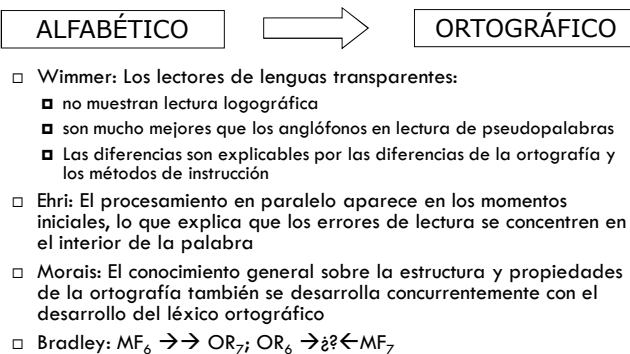 ALFABÉTICO ORTOGRÁFICO
□ Wimmer: Los lectores de lenguas transparentes:
◘ no muestran lectura logográfica
◘ son mucho mejores que los anglófonos en lectura de pseudopalabras
◘ Las diferencias son explicables por las diferencias de la ortografía y
los métodos de instrucción
□ Ehri: El procesamiento en paralelo aparece en los momentos
iniciales, lo que explica que los errores de lectura se concentren en
el interior de la palabra
□ Morais: El conocimiento general sobre la estructura y propiedades
de la ortografía también se desarrolla concurrentemente con el
desarrollo del léxico ortográfico
□ Bradley: MF₆ →→ OR₇; OR₆ →¿?←MF₇